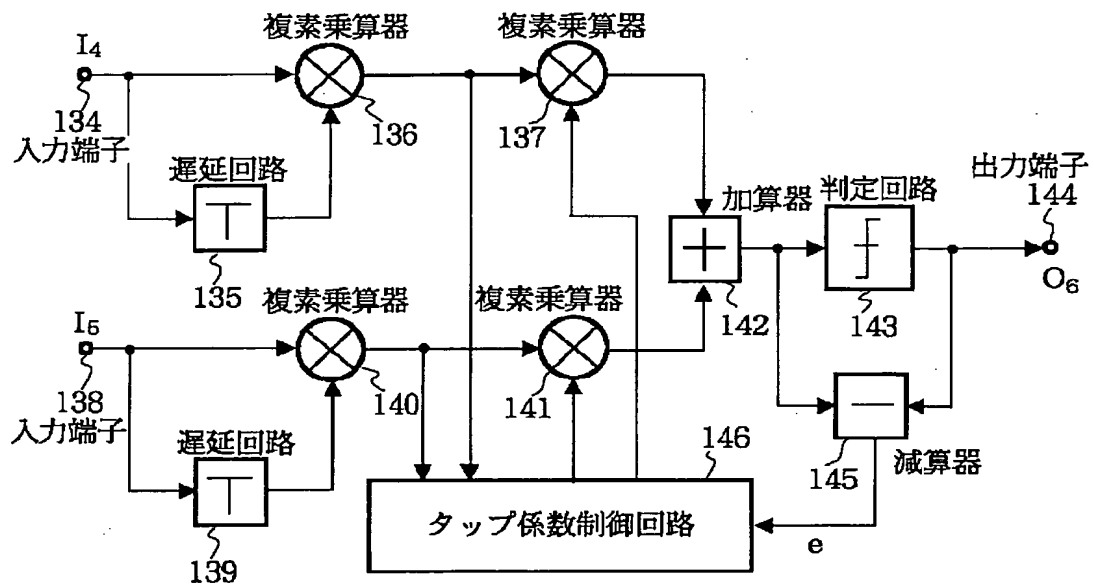 複素乗算器
複素乗算器
I4
134
入力端子
136
137
遅延回路
T
135
出力端子
144
加算器
判定回路
+
142
143
O6
複素乗算器
複素乗算器
I5
138
入力端子
140
141
遅延回路
T
139
−
145
減算器
146
タップ係数制御回路
e